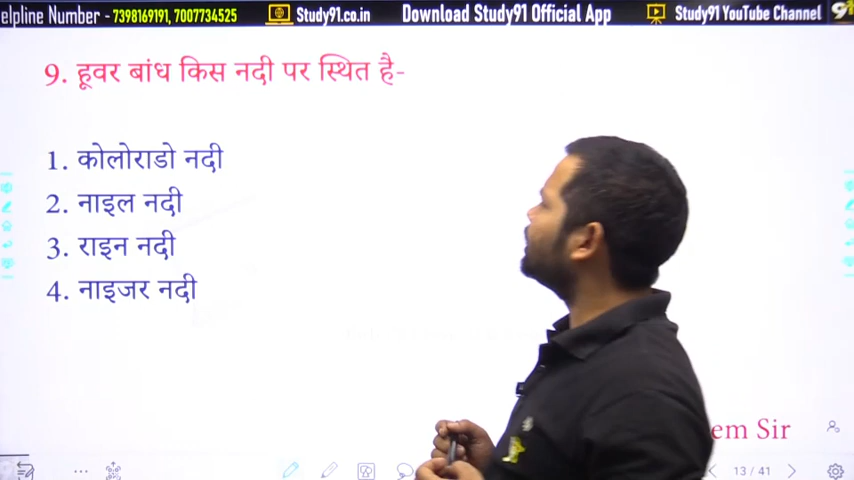 elpline Number - 7398169191, 7007734525 Study91.co.in Download Study91 Official App Study91 YouTube Channel
9. हूवर बांध किस नदी पर स्थित है-
1. कोलोराडो नदी
2. नाइल नदी
3. राइन नदी
4. नाइजर नदी
em Sir
13 / 41